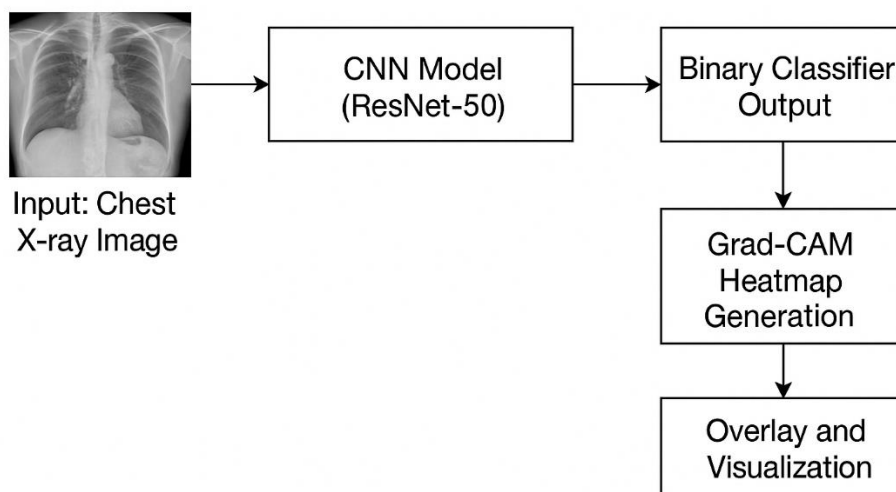 Input: Chest
X-ray Image
CNN Model
(ResNet-50)
Binary Classifier
Output
Grad-CAM
Heatmap
Generation
Overlay and
Visualization